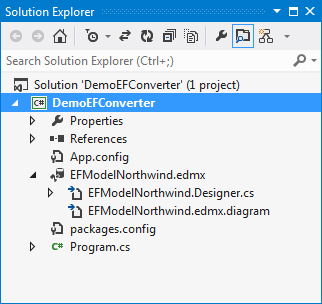 Solution Explorer
Search Solution Explorer (Ctrl+;)
Solution 'DemoEFConverter' (1 project)
C# DemoEFConverter
Properties
References
App.config
EFModelNorthwind.edmx
EFModelNorthwind.Designer.cs
EFModelNorthwind.edmx.diagram
packages.config
C# Program.cs